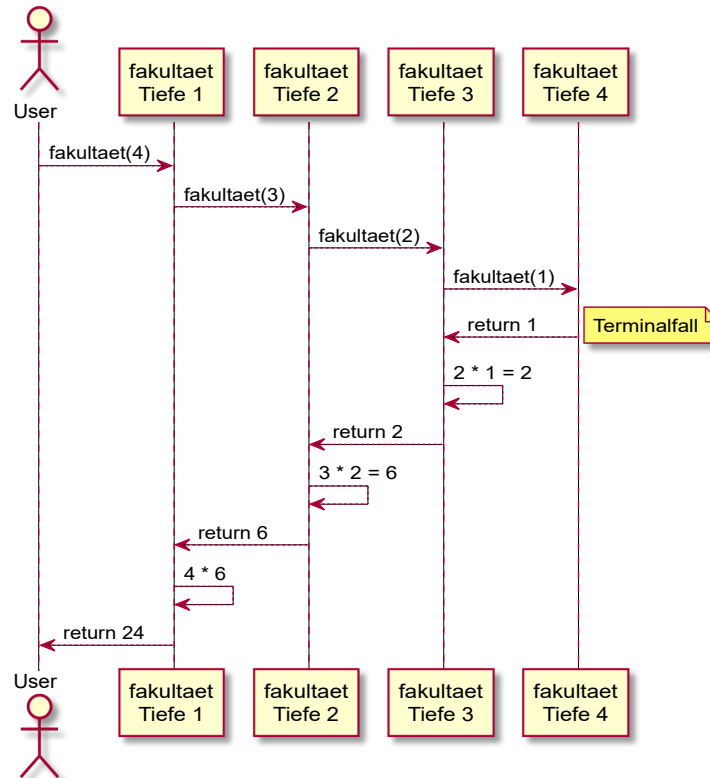 User
fakultaet
Tiefe 1
fakultaet
Tiefe 2
fakultaet
Tiefe 3
fakultaet
Tiefe 4
fakultaet(4)
fakultaet(3)
fakultaet(2)
fakultaet(1)
return 1
Terminalfall
2 * 1 = 2
return 2
3 * 2 = 6
return 6
4 * 6
return 24
User
fakultaet
Tiefe 1
fakultaet
Tiefe 2
fakultaet
Tiefe 3
fakultaet
Tiefe 4